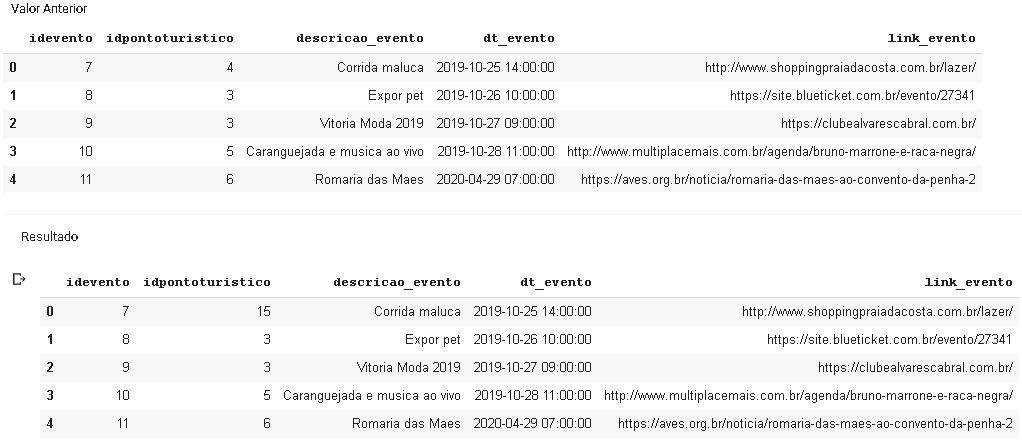 Valor Anterior
idevento idpontoturistico descricao_evento dt_evento link_evento
0 7 4 Corrida maluca 2019-10-25 14:00:00 http://www.shoppingpraiadacosta.com.br/lazer/
1 8 3 Expor pet 2019-10-26 10:00:00 https://site.blueticket.com.br/evento/27341
2 9 3 Vitoria Moda 2019 2019-10-27 09:00:00 https://clubealvarescabral.com.br/
3 10 5 Caranguejada e musica ao vivo 2019-10-28 11:00:00 http://www.multiplacemais.com.br/agenda/bruno-marrone-e-raca-negra/
4 11 6 Romaria das Maes 2020-04-29 07:00:00 https://aves.org.br/noticia/romaria-das-maes-ao-convento-da-penha-2
Resultado
idevento idpontoturistico descricao_evento dt_evento link_evento
0 7 15 Corrida maluca 2019-10-25 14:00:00 http://www.shoppingpraiadacosta.com.br/lazer/
1 8 3 Expor pet 2019-10-26 10:00:00 https://site.blueticket.com.br/evento/27341
2 9 3 Vitoria Moda 2019 2019-10-27 09:00:00 https://clubealvarescabral.com.br/
3 10 5 Caranguejada e musica ao vivo 2019-10-28 11:00:00 http://www.multiplacemais.com.br/agenda/bruno-marrone-e-raca-negra/
4 11 6 Romaria das Maes 2020-04-29 07:00:00 https://aves.org.br/noticia/romaria-das-maes-ao-convento-da-penha-2